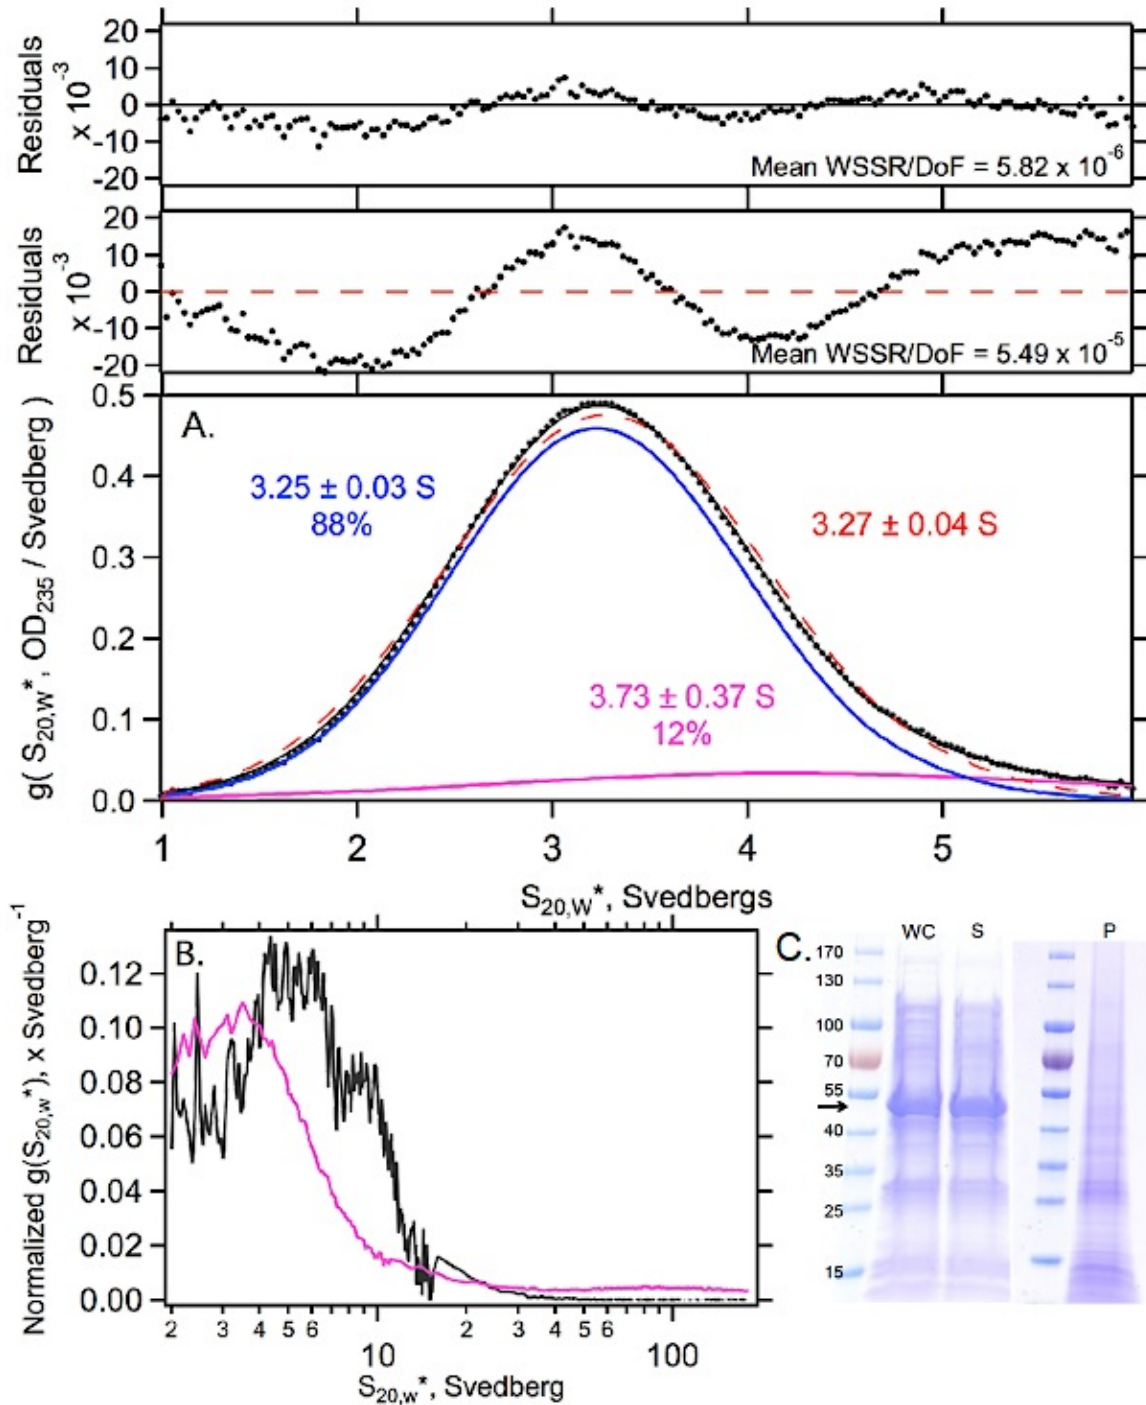 Residuals
x 10-3
20
10
0
-10
-20
Mean WSSR/DoF = 5.82 x 10-6
Residuals
x 10-3
20
10
0
-10
-20
Mean WSSR/DoF = 5.49 x 10-5
g( S20,W*, OD235 / Svedberg )
0.5
0.4
0.3
0.2
0.1
0.0
A.
3.25 ± 0.03 S
88%
3.27 ± 0.04 S
3.73 ± 0.37 S
12%
1 2 3 4 5
S20,W*, Svedbergs
Normalized g(S20,w*), x Svedberg-1
0.12
0.10
0.08
0.06
0.04
0.02
0.00
B.
2 3 4 5 6 2 3 4 5 6
10 100
S20,w*, Svedberg
C.
WC S P
170
130
100
70
55
40
35
25
15